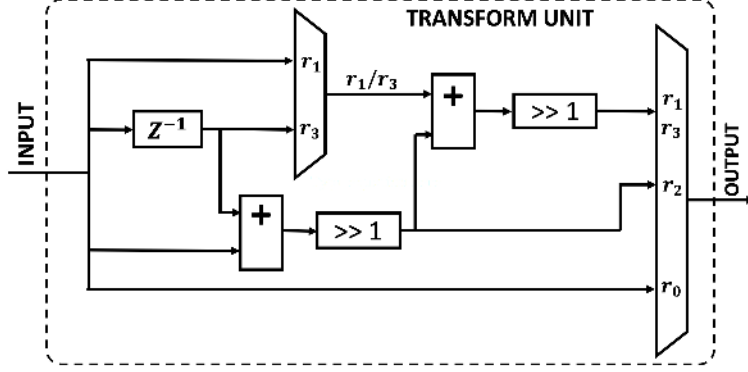 TRANSFORM UNIT
INPUT
r₁
r₁/r₃
+
>> 1
r₁
Z⁻¹
r₃
r₃
+
>> 1
r₂
OUTPUT
r₀